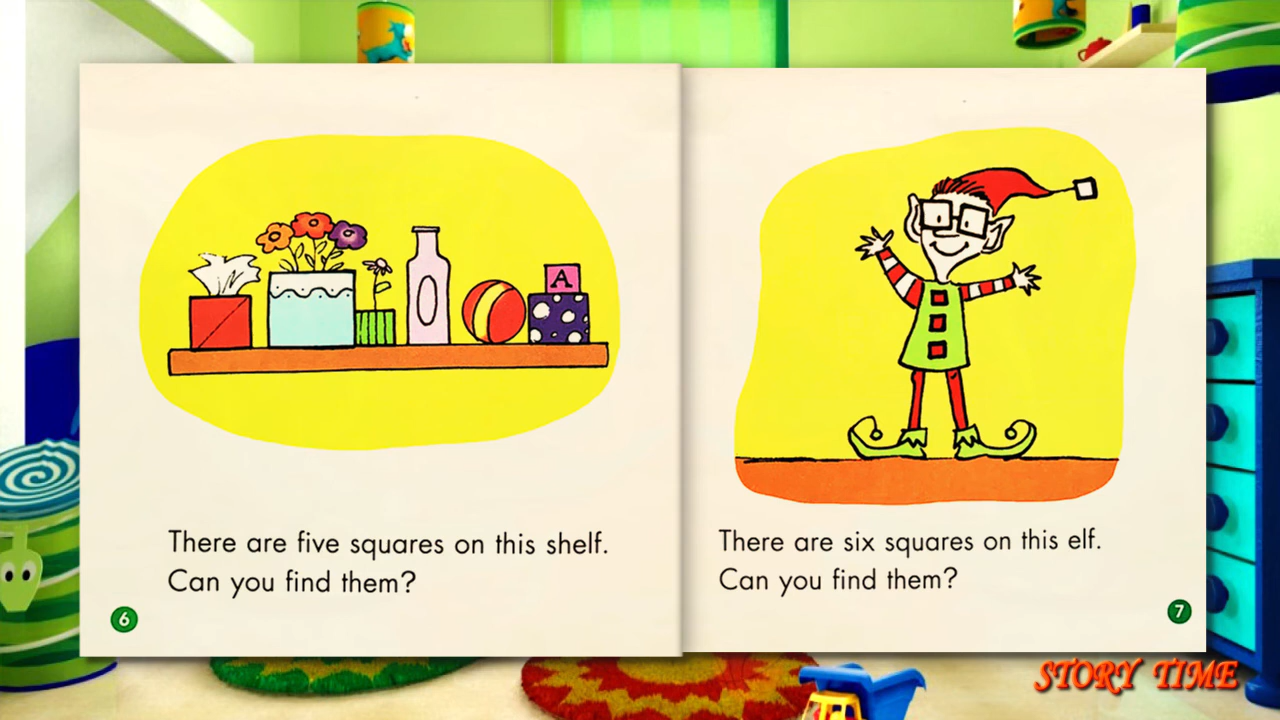 A
There are five squares on this shelf.
Can you find them?
6
There are six squares on this elf.
Can you find them?
7
STORY TIME